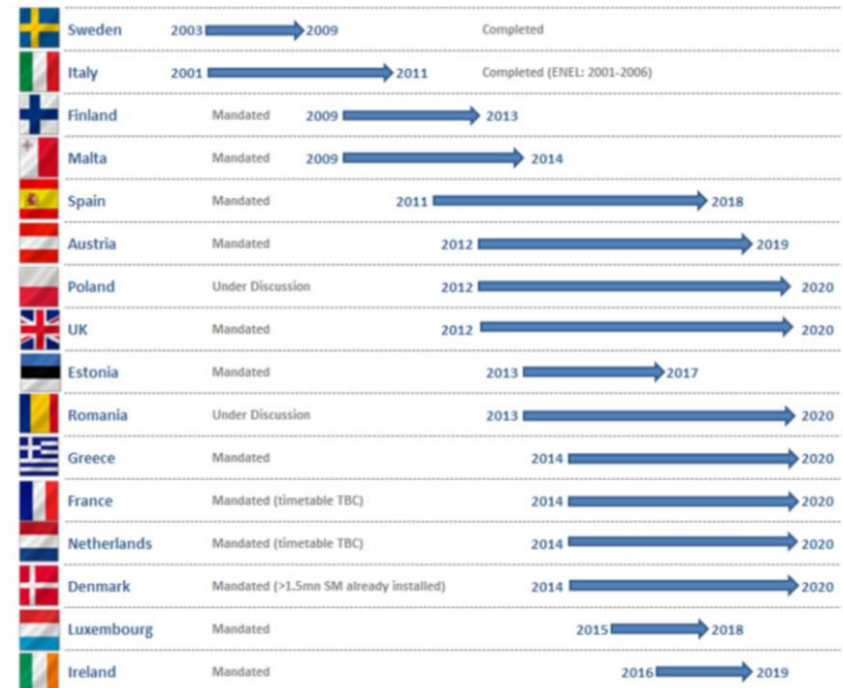 Sweden 2003 2009 Completed
Italy 2001 2011 Completed (ENEL: 2001-2006)
Finland Mandated 2009 2013
Malta Mandated 2009 2014
Spain Mandated 2011 2018
Austria Mandated 2012 2019
Poland Under Discussion 2012 2020
UK Mandated 2012 2020
Estonia Mandated 2013 2017
Romania Under Discussion 2013 2020
Greece Mandated 2014 2020
France Mandated (timetable TBC) 2014 2020
Netherlands Mandated (timetable TBC) 2014 2020
Denmark Mandated (>1.5mn SM already installed) 2014 2020
Luxembourg Mandated 2015 2018
Ireland Mandated 2016 2019